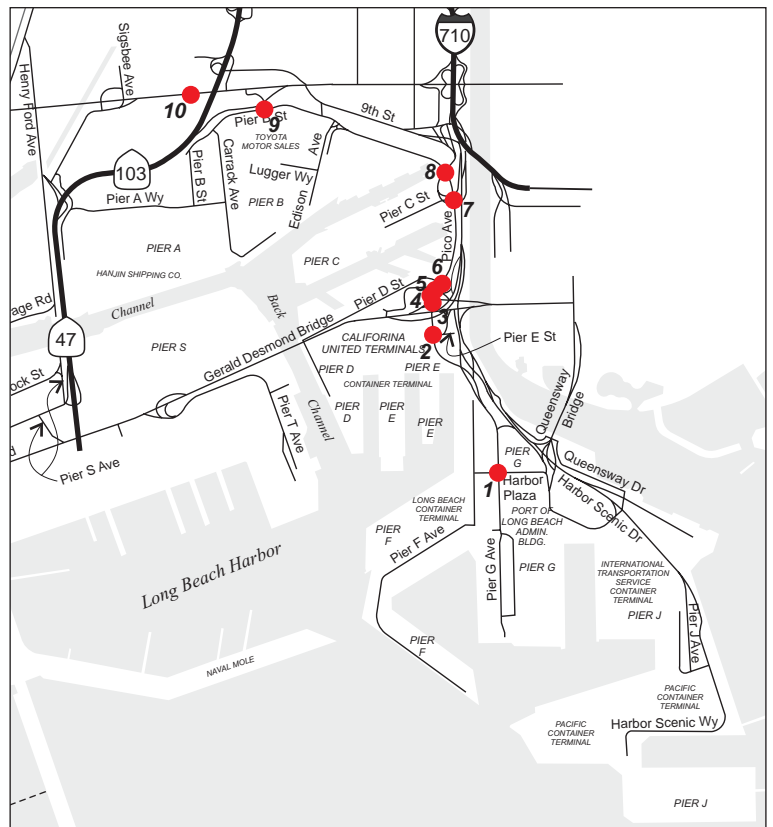 Sigsbee Ave
Henry Ford Ave
710
10
9
Pier B St
9th St
TOYOTA
MOTOR SALES
103
Pier B St
Carrack Ave
Lugger Wy
Edison Ave
8
Pier A Wy
PIER B
Pier C St
7
Pico Ave
PIER A
PIER C
HANJIN SHIPPING CO.
6
5
4
Pier D St
age Rd
Channel
Back
Channel
3
47
PIER S
Gerald Desmond Bridge
CALIFORINA
UNITED TERMINALS
2
Pier E St
PIER D
PIER E
CONTAINER TERMINAL
ock St
d
Pier S Ave
Pier T Ave
PIER
D
PIER
E
PIER
E
Queensway
Bridge
PIER
G
Queensway Dr
1
Harbor
Plaza
Harbor Scenic Dr
LONG BEACH
CONTAINER
TERMINAL
PORT OF
LONG BEACH
ADMIN.
BLDG.
PIER
F
Pier F Ave
Pier G Ave
PIER G
Long Beach Harbor
INTERNATIONAL
TRANSPORTATION
SERVICE
CONTAINER
TERMINAL
PIER J
Pier J Ave
PIER
F
NAVAL MOLE
PACIFIC
CONTAINER
TERMINAL
PACIFIC
CONTAINER
TERMINAL
Harbor Scenic Wy
PIER J